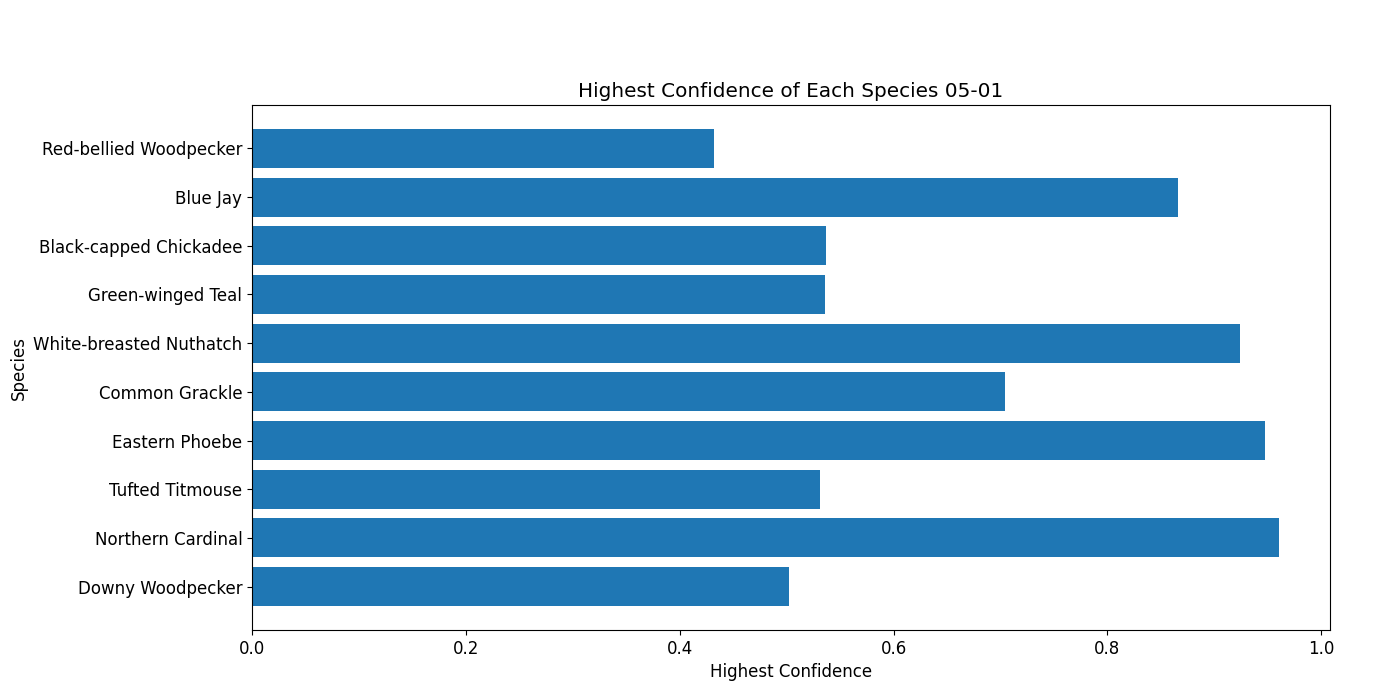 Highest Confidence of Each Species 05-01
Species
Red-bellied Woodpecker
Blue Jay
Black-capped Chickadee
Green-winged Teal
White-breasted Nuthatch
Common Grackle
Eastern Phoebe
Tufted Titmouse
Northern Cardinal
Downy Woodpecker
0.0 0.2 0.4 0.6 0.8 1.0
Highest Confidence